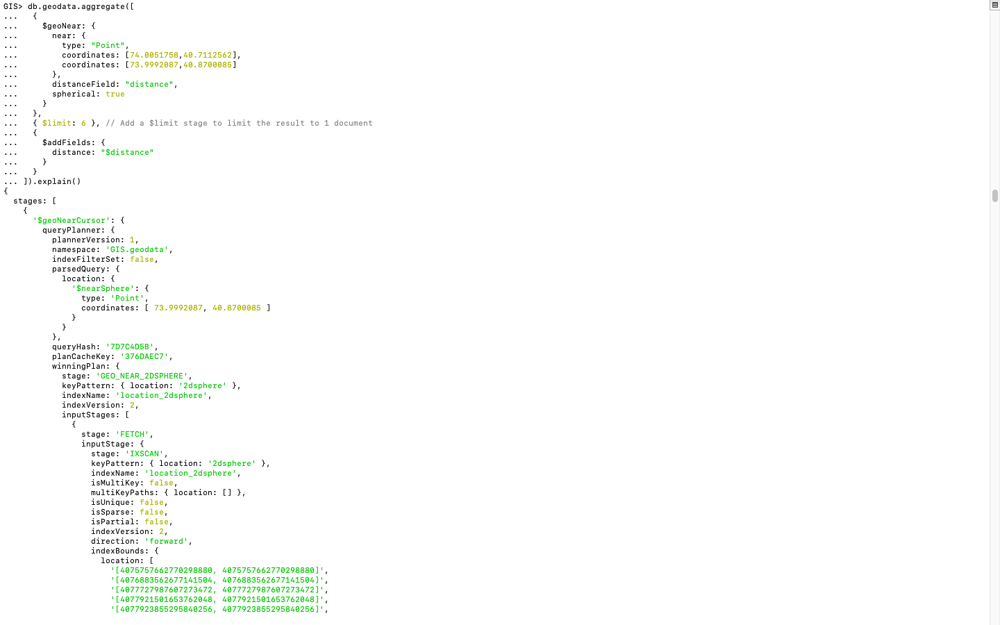 GIS> db.geodata.aggregate([
...   {
...     $geoNear: {
...       near: {
...         type: "Point",
...         coordinates: [74.0051758,40.7112562],
...         coordinates: [73.9992087,40.8700085]
...       },
...       distanceField: "distance",
...       spherical: true
...     }
...   },
...   { $limit: 6 }, // Add a $limit stage to limit the result to 1 document
...   {
...     $addFields: {
...       distance: "$distance"
...     }
...   }
... ]).explain()
{
  stages: [
    {
      '$geoNearCursor': {
        queryPlanner: {
          plannerVersion: 1,
          namespace: 'GIS.geodata',
          indexFilterSet: false,
          parsedQuery: {
            location: {
              '$nearSphere': {
                type: 'Point',
                coordinates: [ 73.9992087, 40.8700085 ]
              }
            }
          },
          queryHash: '7D7C4D5B',
          planCacheKey: '376DAEC7',
          winningPlan: {
            stage: 'GEO_NEAR_2DSPHERE',
            keyPattern: { location: '2dsphere' },
            indexName: 'location_2dsphere',
            indexVersion: 2,
            inputStages: [
              {
                stage: 'FETCH',
                inputStage: {
                  stage: 'IXSCAN',
                  keyPattern: { location: '2dsphere' },
                  indexName: 'location_2dsphere',
                  isMultiKey: false,
                  multiKeyPaths: { location: [] },
                  isUnique: false,
                  isSparse: false,
                  isPartial: false,
                  indexVersion: 2,
                  direction: 'forward',
                  indexBounds: {
                    location: [
                      '[4075757662770298880, 4075757662770298880]',
                      '[4076883562677141504, 4076883562677141504]',
                      '[4077727987607273472, 4077727987607273472]',
                      '[4077921501653762048, 4077921501653762048]',
                      '[4077923855295840256, 4077923855295840256]',